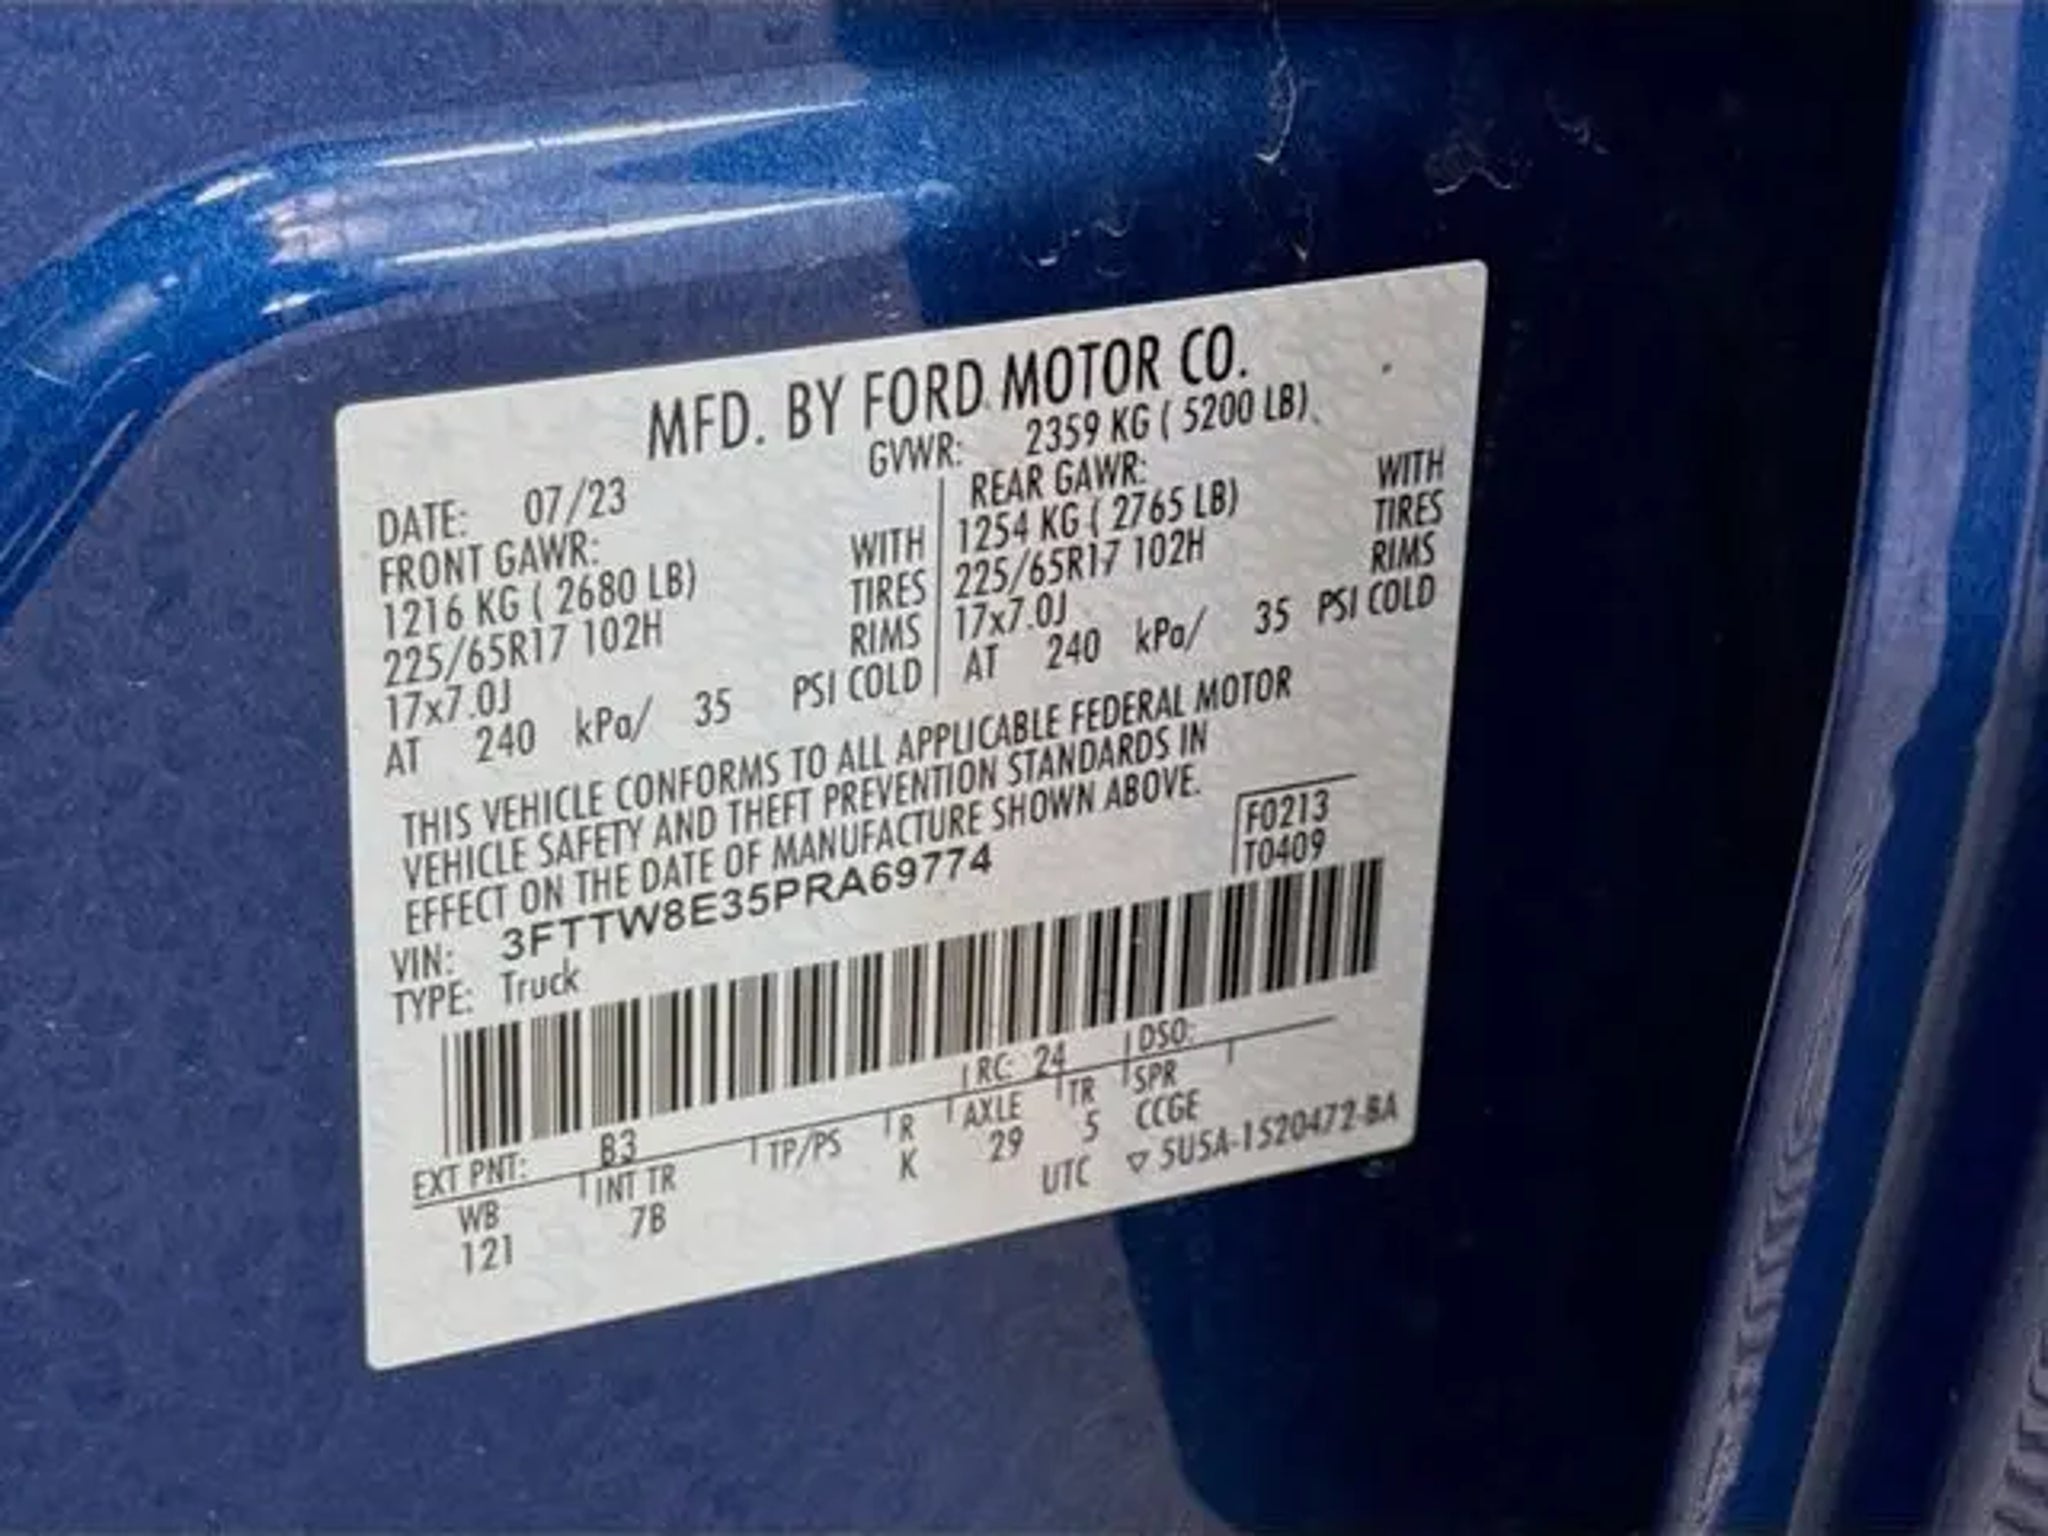 MFD. BY FORD MOTOR CO.
DATE: 07/23
GVWR: 2359 KG ( 5200 LB)
FRONT GAWR:
1216 KG ( 2680 LB) WITH
225/65R17 102H TIRES
17x7.0J RIMS
AT 240 kPa/ 35 PSI COLD
REAR GAWR:
1254 KG ( 2765 LB) WITH
225/65R17 102H TIRES
17x7.0J RIMS
AT 240 kPa/ 35 PSI COLD
THIS VEHICLE CONFORMS TO ALL APPLICABLE FEDERAL MOTOR
VEHICLE SAFETY AND THEFT PREVENTION STANDARDS IN
EFFECT ON THE DATE OF MANUFACTURE SHOWN ABOVE.
VIN: 3FTTW8E35PRA69774
TYPE: Truck
F0213
T0409
EXT PNT: B3 RC: 24 DSO:
WB INT TR TP/PS R AXLE TR SPR
121 7B K 29 5 CCGE
UTC ▽ 5U5A-1520472-BA